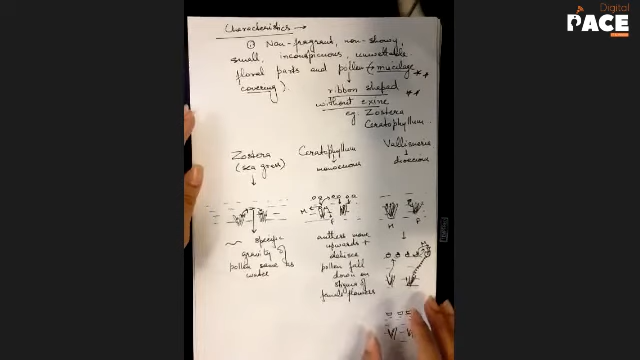 Digital
PACE
Characteristics →
① Non-fragrant, non-showy,
small, inconspicuous, unwettable
floral parts and pollen (→ mucilage
covering).
ribbon shaped
without exine
eg. Zostera
Ceratophyllum
Zostera
(sea grass)
Ceratophyllum
monoecious
Vallisneria
dioecious
M
F
M
F
M
specific
gravity of
pollen same as
water
anthers move
upwards +
dehisce
pollen fall
down on
stigma of
female flowers